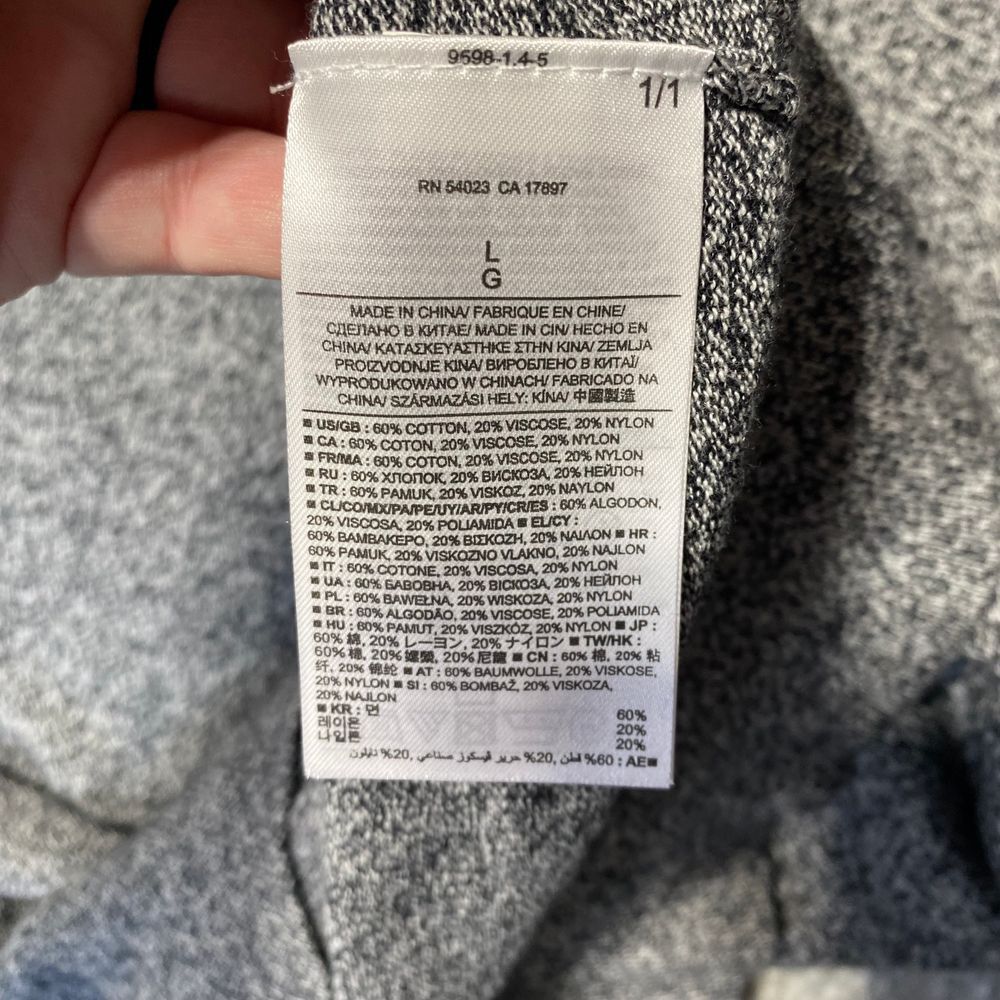 9598-1.4-5
1/1
RN 54023 CA 17897
L
G
MADE IN CHINA/ FABRIQUE EN CHINE/
СДЕЛАНО В КИТАЕ/ MADE IN CIN/ HECHO EN
CHINA/ ΚΑΤΑΣΚΕΥΑΣΤΗΚΕ ΣΤΗΝ ΚΙΝΑ/ ZEMLJA
PROIZVODNJE KINA/ ВИРОБЛЕНО В КИТАЇ/
WYPRODUKOWANO W CHINACH/ FABRICADO NA
CHINA/ SZÁRMAZÁSI HELY: KÍNA/ 中國製造
■ US/GB : 60% COTTON, 20% VISCOSE, 20% NYLON
■ CA : 60% COTON, 20% VISCOSE, 20% NYLON
■ FR/MA : 60% COTON, 20% VISCOSE, 20% NYLON
■ RU : 60% ХЛОПОК, 20% ВИСКОЗА, 20% НЕЙЛОН
■ TR : 60% PAMUK, 20% VISKOZ, 20% NAYLON
■ CL/CO/MX/PA/PE/UY/AR/PY/CR/ES : 60% ALGODON,
20% VISCOSA, 20% POLIAMIDA ■ EL/CY :
60% ΒΑΜΒΑΚΕΡΟ, 20% ΒΙΣΚΟΖΗ, 20% ΝΑΙΛΟΝ ■ HR :
60% PAMUK, 20% VISKOZNO VLAKNO, 20% NAJLON
■ IT : 60% COTONE, 20% VISCOSA, 20% NYLON
■ UA : 60% БАВОВНА, 20% ВІСКОЗА, 20% НЕЙЛОН
■ PL : 60% BAWEŁNA, 20% WISKOZA, 20% NYLON
■ BR : 60% ALGODÃO, 20% VISCOSE, 20% POLIAMIDA
■ HU : 60% PAMUT, 20% VISZKÓZ, 20% NYLON ■ JP :
60% 綿, 20% レーヨン, 20% ナイロン ■ TW/HK :
60% 棉, 20% 嫘縈, 20% 尼龍 ■ CN : 60% 棉, 20% 粘
纤, 20% 锦纶 ■ AT : 60% BAUMWOLLE, 20% VISKOSE,
20% NYLON ■ SI : 60% BOMBAŽ, 20% VISKOZA,
20% NAJLON
■ KR : 면 60%
레이온 20%
나일론 20%
■AE : 60% قطن, 20% حرير فيسكوز صناعي, 20% نايلون